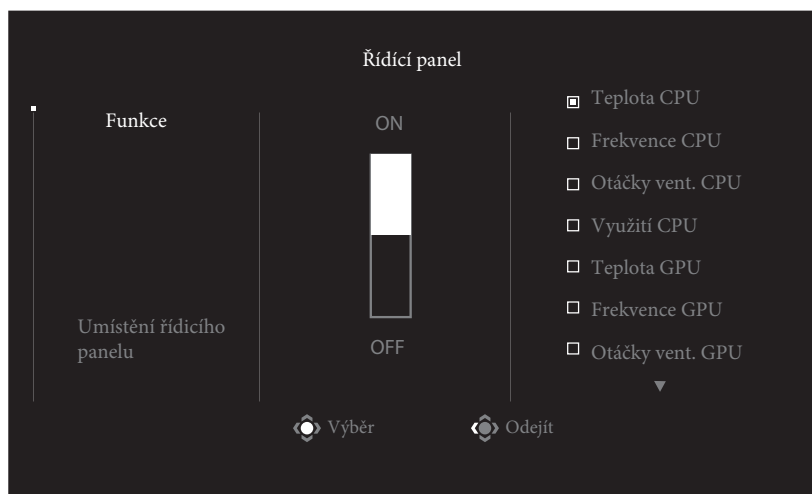 Řídící panel
Funkce
Umístění řídicího
panelu
ON
OFF
Teplota CPU
Frekvence CPU
Otáčky vent. CPU
Využití CPU
Teplota GPU
Frekvence GPU
Otáčky vent. GPU
Výběr
Odejít